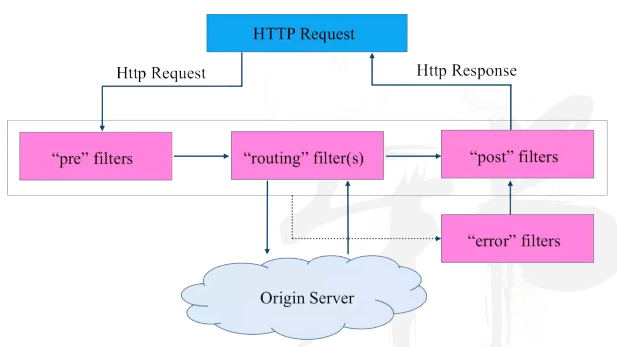 HTTP Request
Http Request
Http Response
“pre” filters
“routing” filter(s)
“post” filters
“error” filters
Origin Server